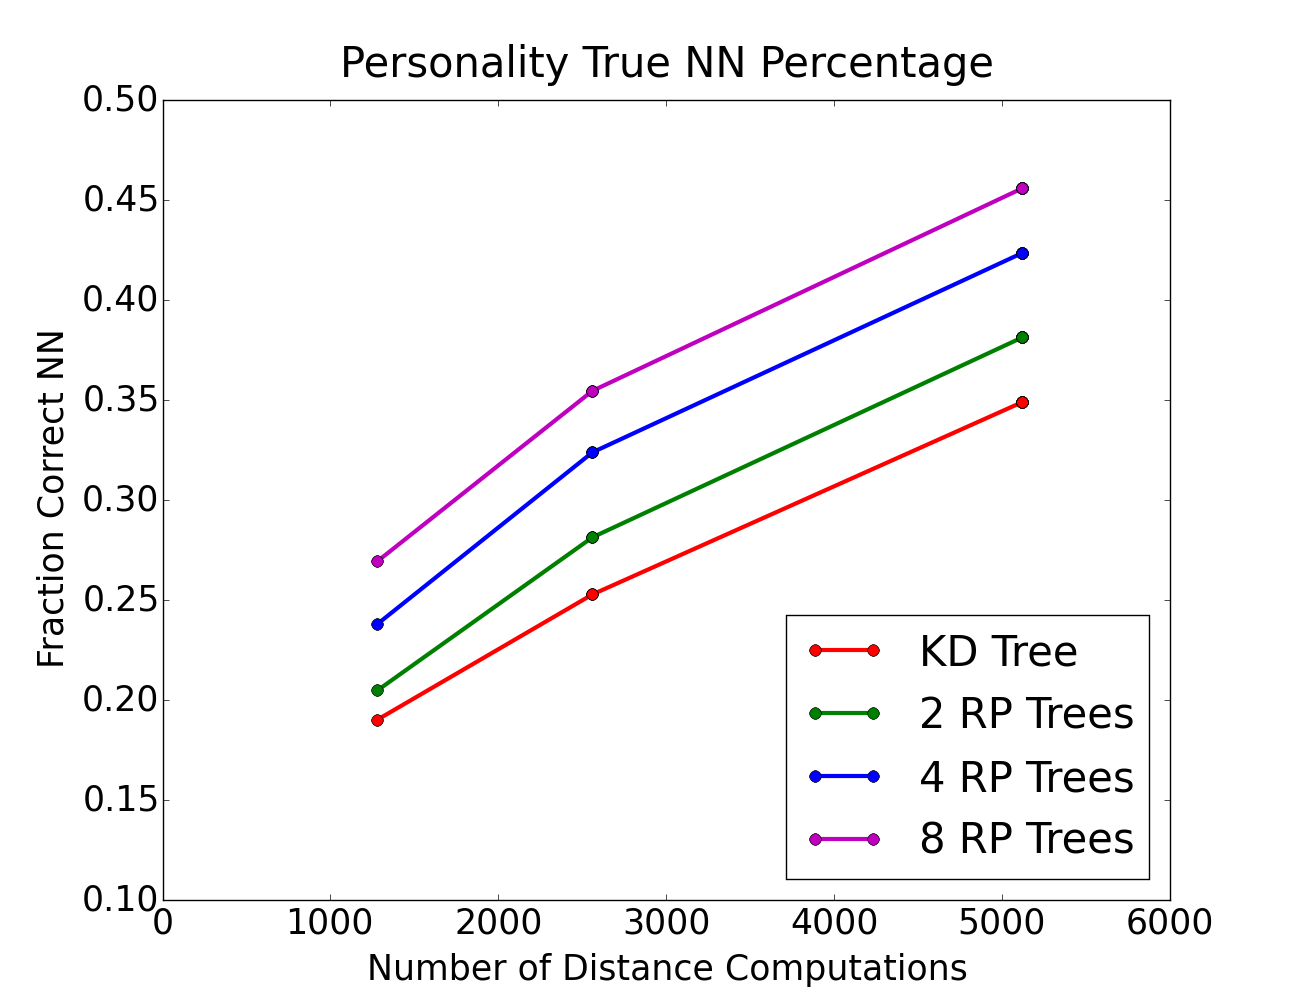 Personality True NN Percentage
0.50
0.45
0.40
0.35
0.30
0.25
0.20
0.15
0.10
Fraction Correct NN
KD Tree
2 RP Trees
4 RP Trees
8 RP Trees
0 1000 2000 3000 4000 5000 6000
Number of Distance Computations